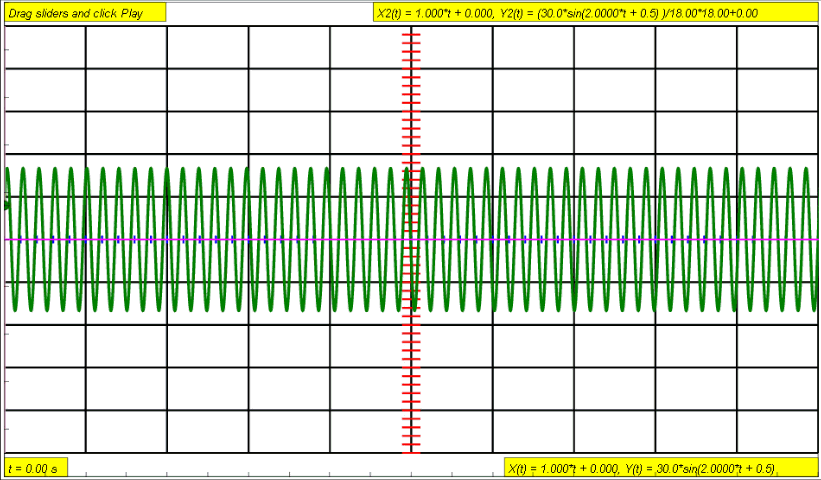 Drag sliders and click Play
X2(t) = 1.000*t + 0.000, Y2(t) = (30.0*sin(2.0000*t + 0.5) )/18.00*18.00+0.00
t = 0.00 s
X(t) = 1.000*t + 0.000, Y(t) = 30.0*sin(2.0000*t + 0.5)